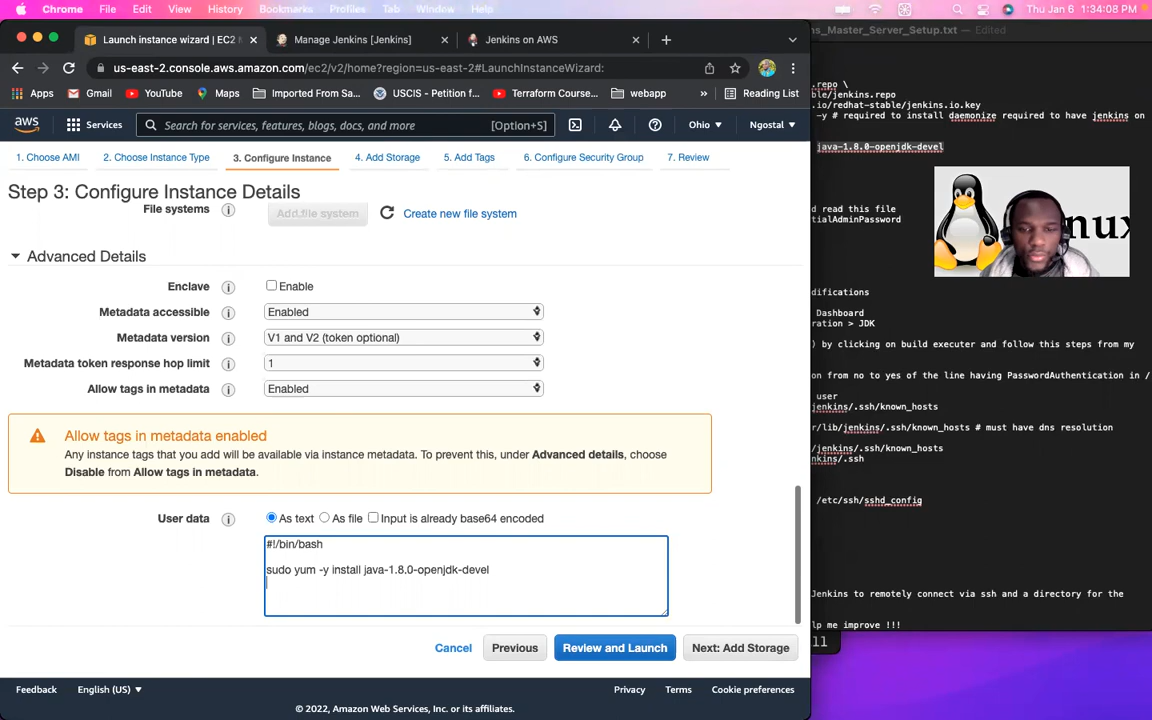 Chrome File Edit View History Bookmarks Profiles Tab Window Help Thu Jan 6 1:34:08 PM
Launch instance wizard | EC2 Manage Jenkins [Jenkins] Jenkins on AWS
us-east-2.console.aws.amazon.com/ec2/v2/home?region=us-east-2#LaunchInstanceWizard:
Apps Gmail YouTube Maps Imported From Sa... USCIS - Petition f... Terraform Course... webapp » Reading List
aws Services Search for services, features, blogs, docs, and more [Option+S] Ohio Ngostal
1. Choose AMI 2. Choose Instance Type 3. Configure Instance 4. Add Storage 5. Add Tags 6. Configure Security Group 7. Review
Step 3: Configure Instance Details
File systems Add file system Create new file system
Advanced Details
Enclave Enable
Metadata accessible Enabled
Metadata version V1 and V2 (token optional)
Metadata token response hop limit 1
Allow tags in metadata Enabled
Allow tags in metadata enabled
Any instance tags that you add will be available via instance metadata. To prevent this, under Advanced details, choose
Disable from Allow tags in metadata.
User data As text As file Input is already base64 encoded
#!/bin/bash
sudo yum -y install java-1.8.0-openjdk-devel
Cancel Previous Review and Launch Next: Add Storage
Feedback English (US) Privacy Terms Cookie preferences
© 2022, Amazon Web Services, Inc. or its affiliates.
ns_Master_Server_Setup.txt — Edited
.repo \
ble/jenkins.repo
.io/redhat-stable/jenkins.io.key
-y # required to install daemonize required to have jenkins on
java-1.8.0-openjdk-devel
d read this file
tialAdminPassword
nux
difications
Dashboard
ration > JDK
) by clicking on build executer and follow this steps from my
on from no to yes of the line having PasswordAuthentication in /
user
jenkins/.ssh/known_hosts
r/lib/jenkins/.ssh/known_hosts # must have dns resolution
/jenkins/.ssh/known_hosts
nkins/.ssh
/etc/ssh/sshd_config
Jenkins to remotely connect via ssh and a directory for the
lp me improve !!!
11